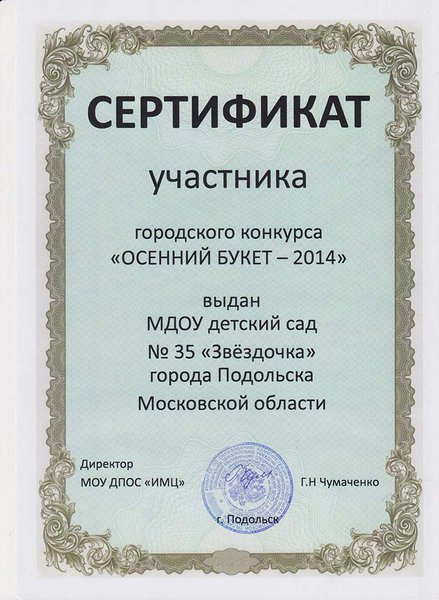 СЕРТИФИКАТ
участника
городского конкурса
«ОСЕННИЙ БУКЕТ – 2014»
выдан
МДОУ детский сад
№ 35 «Звёздочка»
города Подольска
Московской области
Директор
МОУ ДПОС «ИМЦ»
Г.Н Чумаченко
г. Подольск